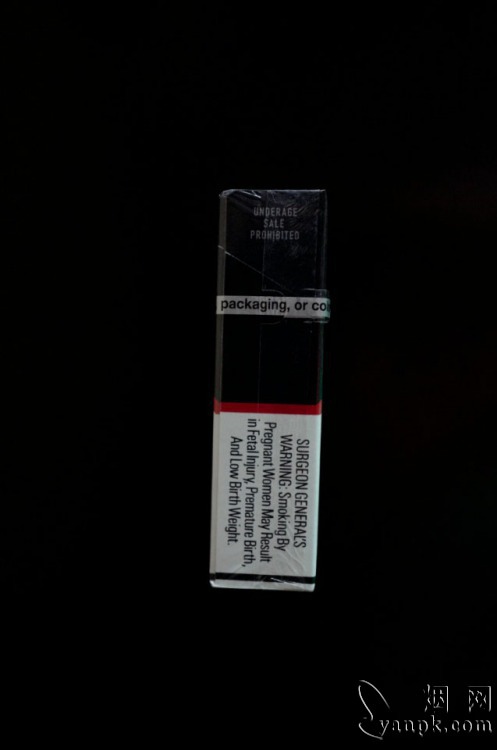 UNDERAGE
SALE
PROHIBITED
packaging, or co
SURGEON GENERAL'S
WARNING: Smoking By
Pregnant Women May Result
in Fetal Injury, Premature Birth,
And Low Birth Weight.
烟 网
yanpk.com